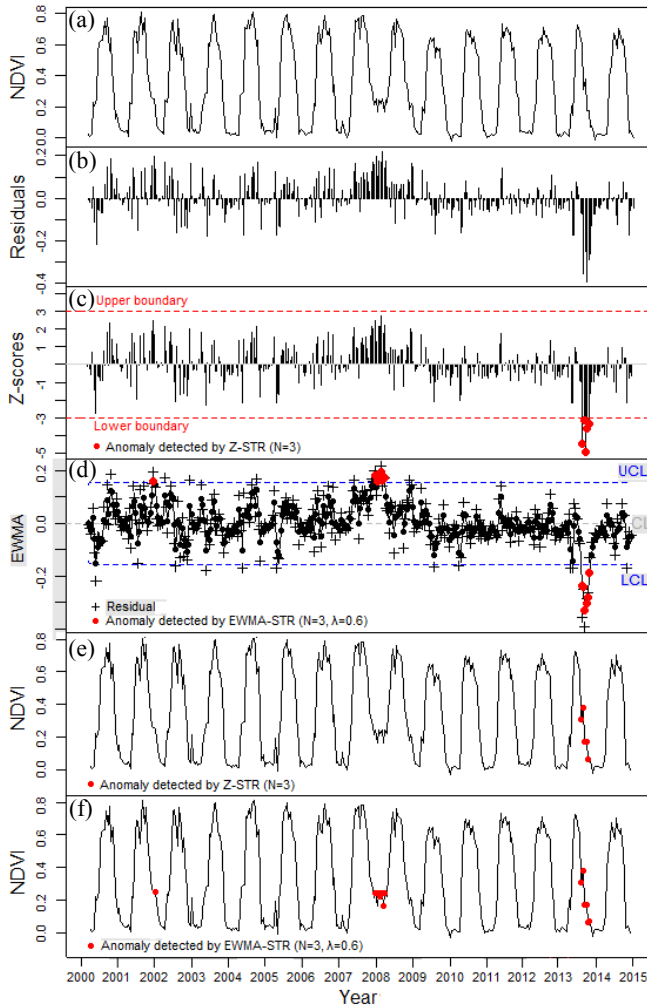 (a)
NDVI
0.8
0.6
0.4
0.2
0.0
(b)
Residuals
0.2
0.0
-0.2
-0.4
(c)
Upper boundary
Z-scores
5
3
1
-1
-3
-5
Lower boundary
Anomaly detected by Z-STR (N=3)
(d)
UCL
EWMA
0.2
0.0
-0.2
CL
LCL
Residual
Anomaly detected by EWMA-STR (N=3, λ=0.6)
(e)
NDVI
0.8
0.6
0.4
0.2
0.0
Anomaly detected by Z-STR (N=3)
(f)
NDVI
0.8
0.6
0.4
0.2
0.0
Anomaly detected by EWMA-STR (N=3, λ=0.6)
2000 2001 2002 2003 2004 2005 2006 2007 2008 2009 2010 2011 2012 2013 2014 2015
Year